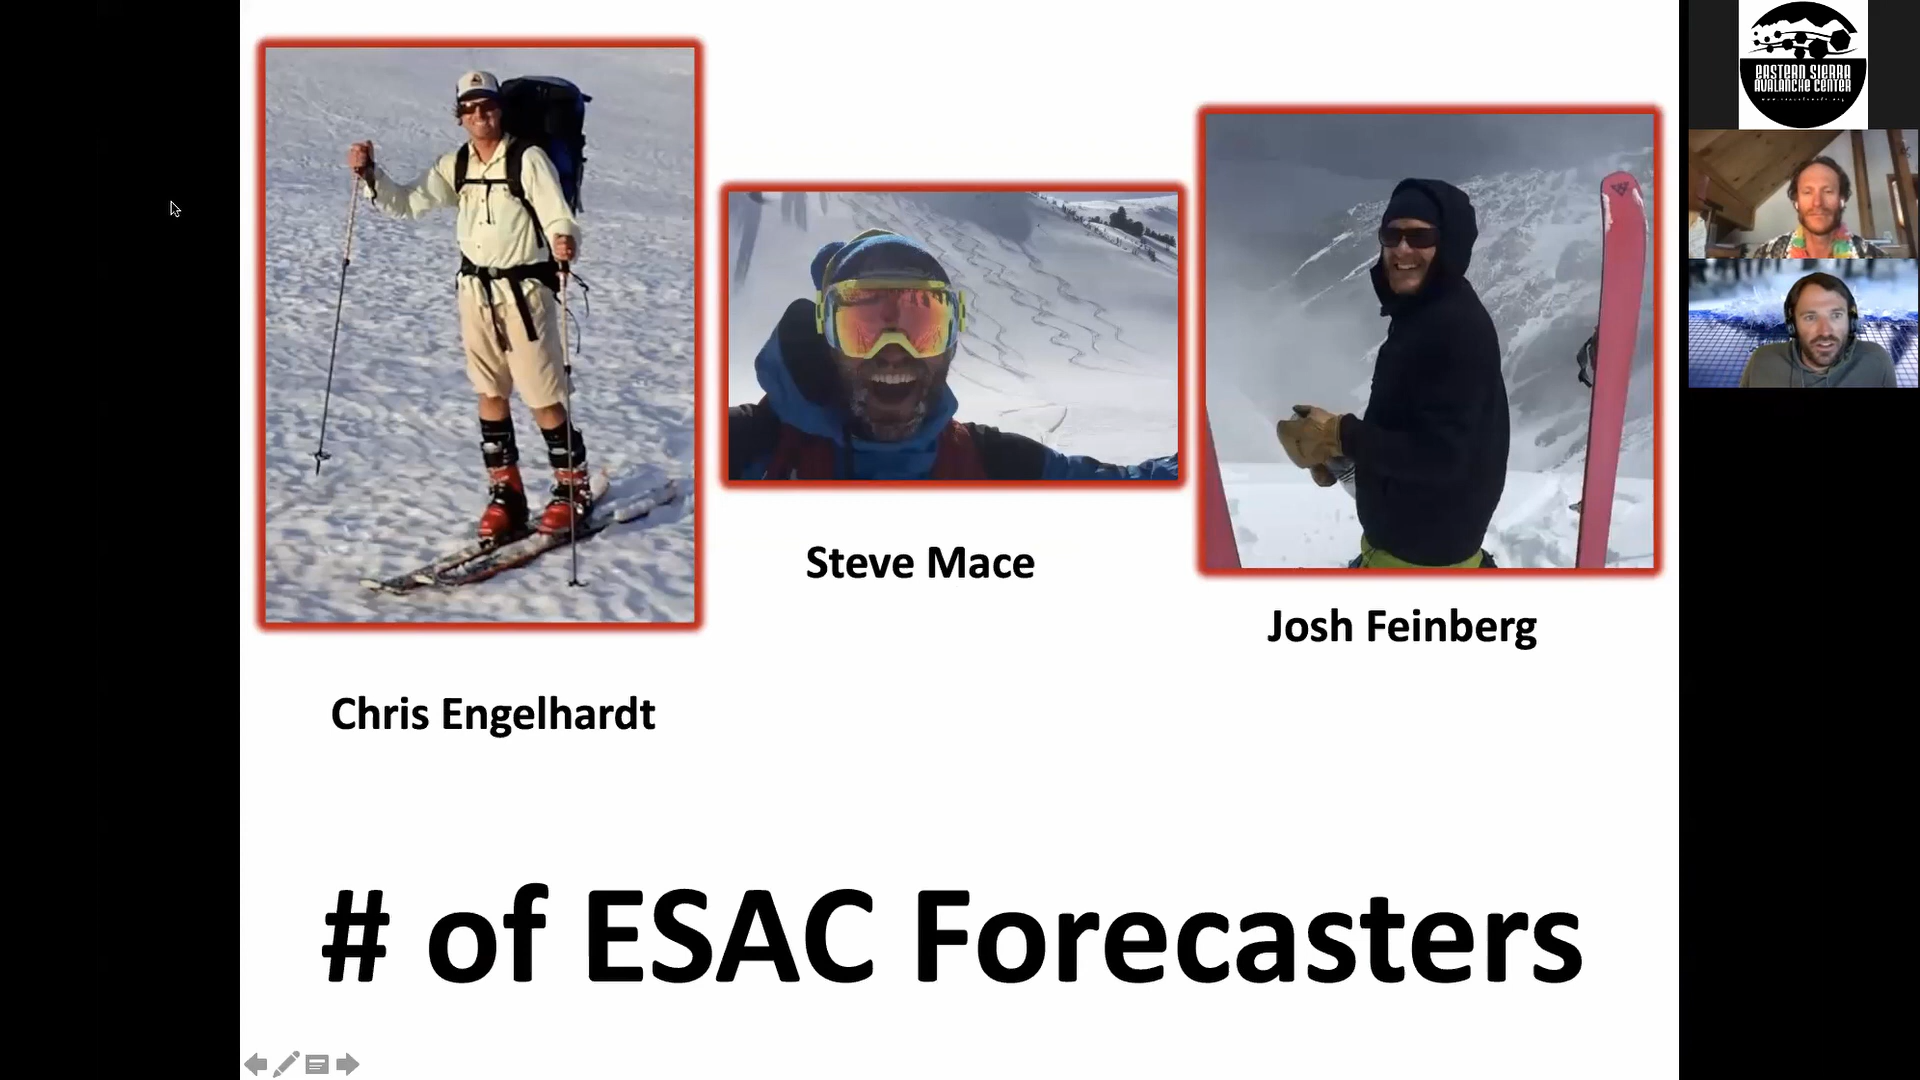 Steve Mace
Josh Feinberg
Chris Engelhardt
# of ESAC Forecasters
EASTERN SIERRA
AVALANCHE CENTER